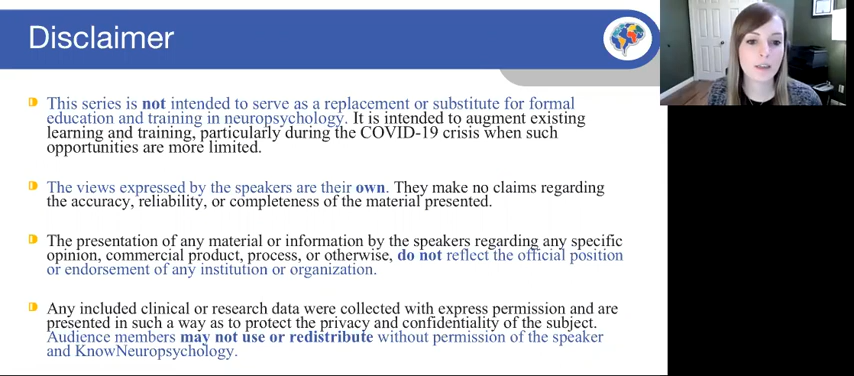 Disclaimer
This series is not intended to serve as a replacement or substitute for formal
education and training in neuropsychology. It is intended to augment existing
learning and training, particularly during the COVID-19 crisis when such
opportunities are more limited.
The views expressed by the speakers are their own. They make no claims regarding
the accuracy, reliability, or completeness of the material presented.
The presentation of any material or information by the speakers regarding any specific
opinion, commercial product, process, or otherwise, do not reflect the official position
or endorsement of any institution or organization.
Any included clinical or research data were collected with express permission and are
presented in such a way as to protect the privacy and confidentiality of the subject.
Audience members may not use or redistribute without permission of the speaker
and KnowNeuropsychology.